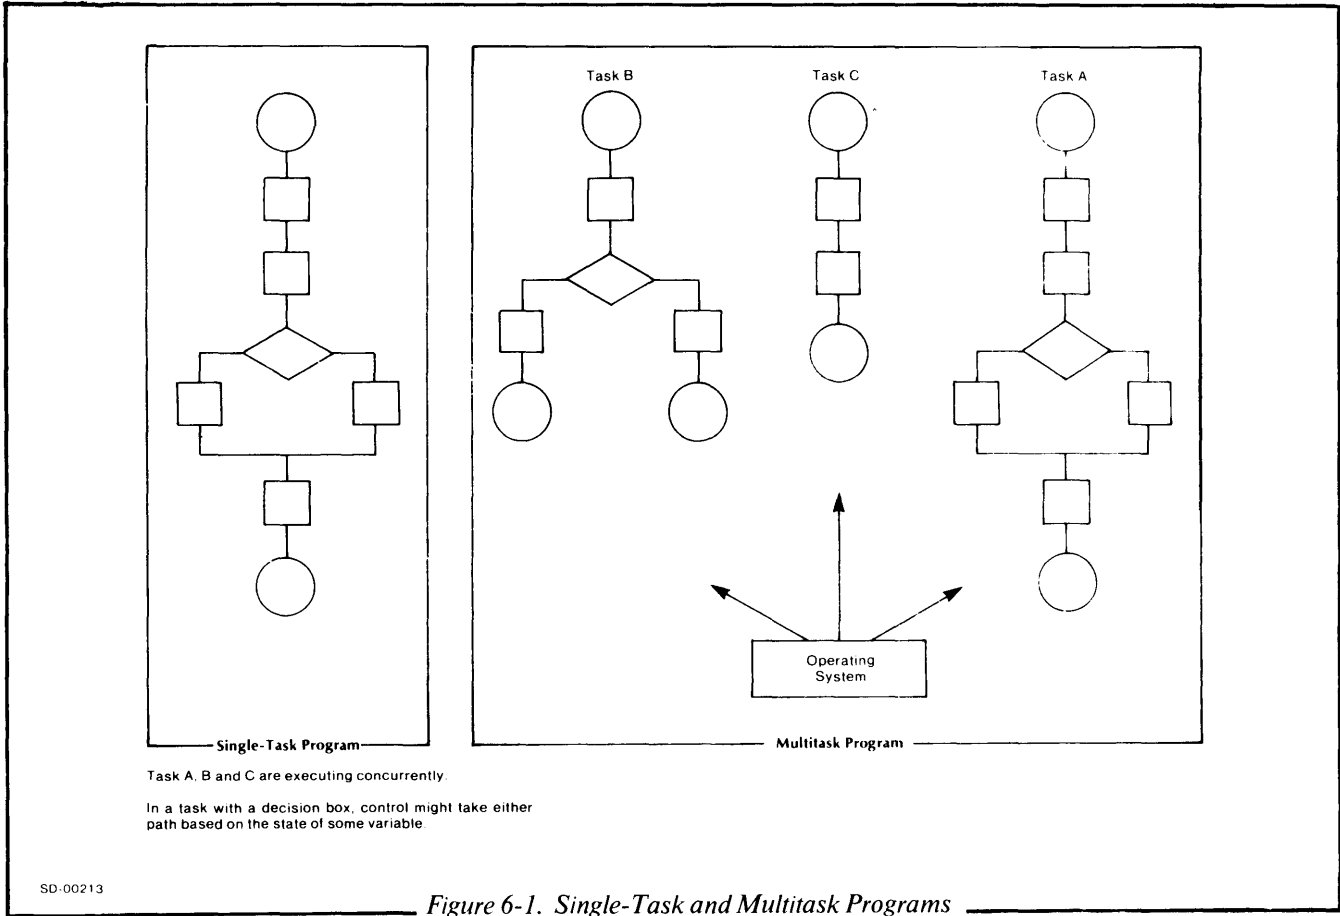 Task B
Task C
Task A
Operating
System
Single-Task Program
Multitask Program
Task A, B and C are executing concurrently.
In a task with a decision box, control might take either
path based on the state of some variable.
SD-00213
Figure 6-1. Single-Task and Multitask Programs